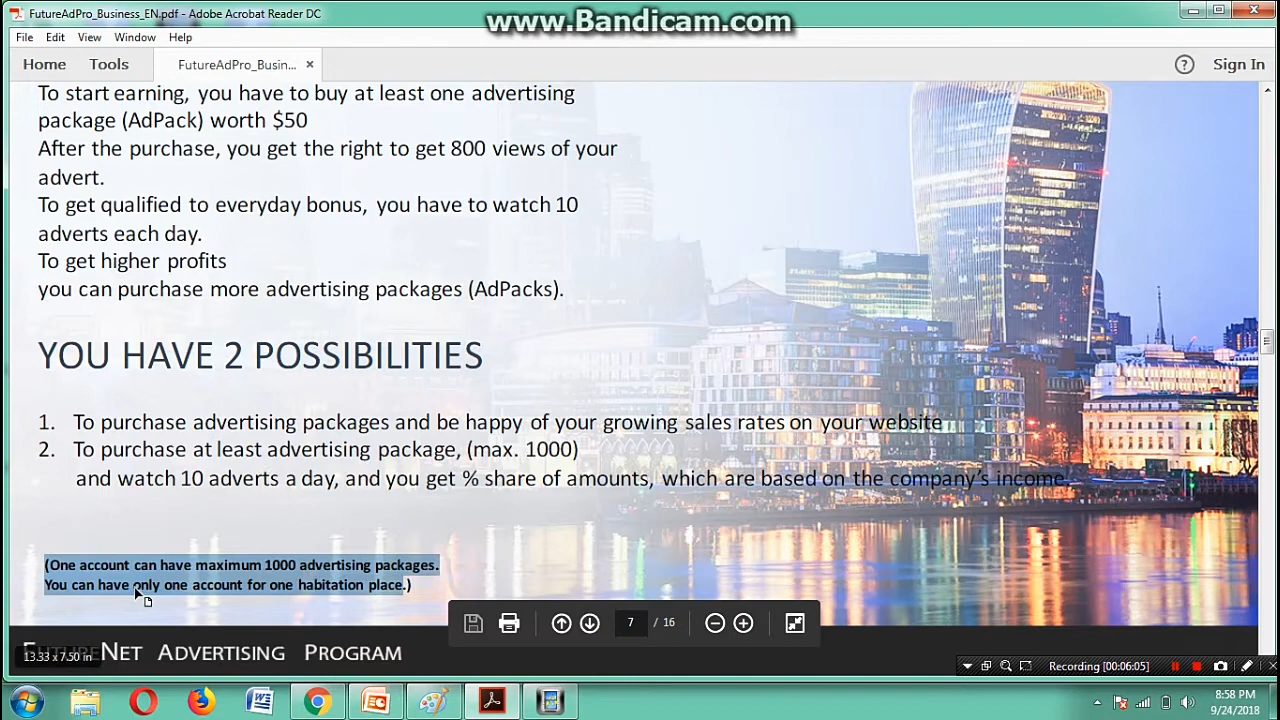 FutureAdPro_Business_EN.pdf - Adobe Acrobat Reader DC
www.Bandicam.com
File Edit View Window Help
Home Tools FutureAdPro_Busin... × Sign In
To start earning, you have to buy at least one advertising
package (AdPack) worth $50
After the purchase, you get the right to get 800 views of your
advert.
To get qualified to everyday bonus, you have to watch 10
adverts each day.
To get higher profits
you can purchase more advertising packages (AdPacks).
YOU HAVE 2 POSSIBILITIES
1. To purchase advertising packages and be happy of your growing sales rates on your website
2. To purchase at least advertising package, (max. 1000)
and watch 10 adverts a day, and you get % share of amounts, which are based on the company's income.
(One account can have maximum 1000 advertising packages.
You can have only one account for one habitation place.)
7 / 16
FUTURENET ADVERTISING PROGRAM
13.33 x 7.50 in
Recording [00:06:05]
8:58 PM
9/24/2018